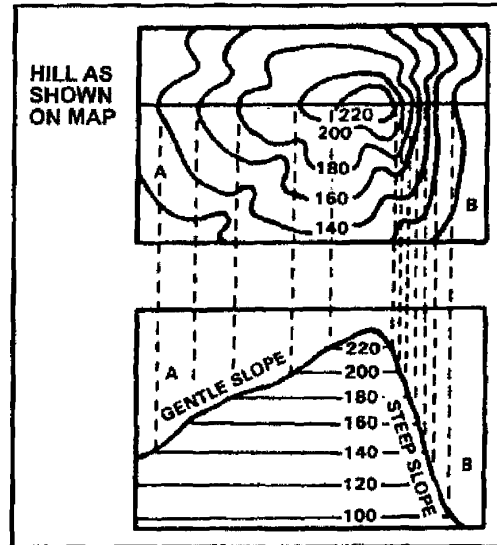 HILL AS
SHOWN
ON MAP
220
200
180
160
140
A
B
220
200
180
160
140
120
100
A
GENTLE SLOPE
STEEP SLOPE
B